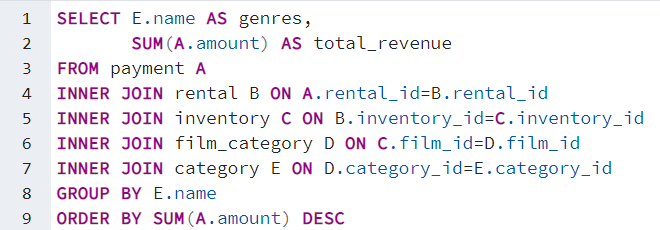 1 SELECT E.name AS genres,
2 SUM(A.amount) AS total_revenue
3 FROM payment A
4 INNER JOIN rental B ON A.rental_id=B.rental_id
5 INNER JOIN inventory C ON B.inventory_id=C.inventory_id
6 INNER JOIN film_category D ON C.film_id=D.film_id
7 INNER JOIN category E ON D.category_id=E.category_id
8 GROUP BY E.name
9 ORDER BY SUM(A.amount) DESC